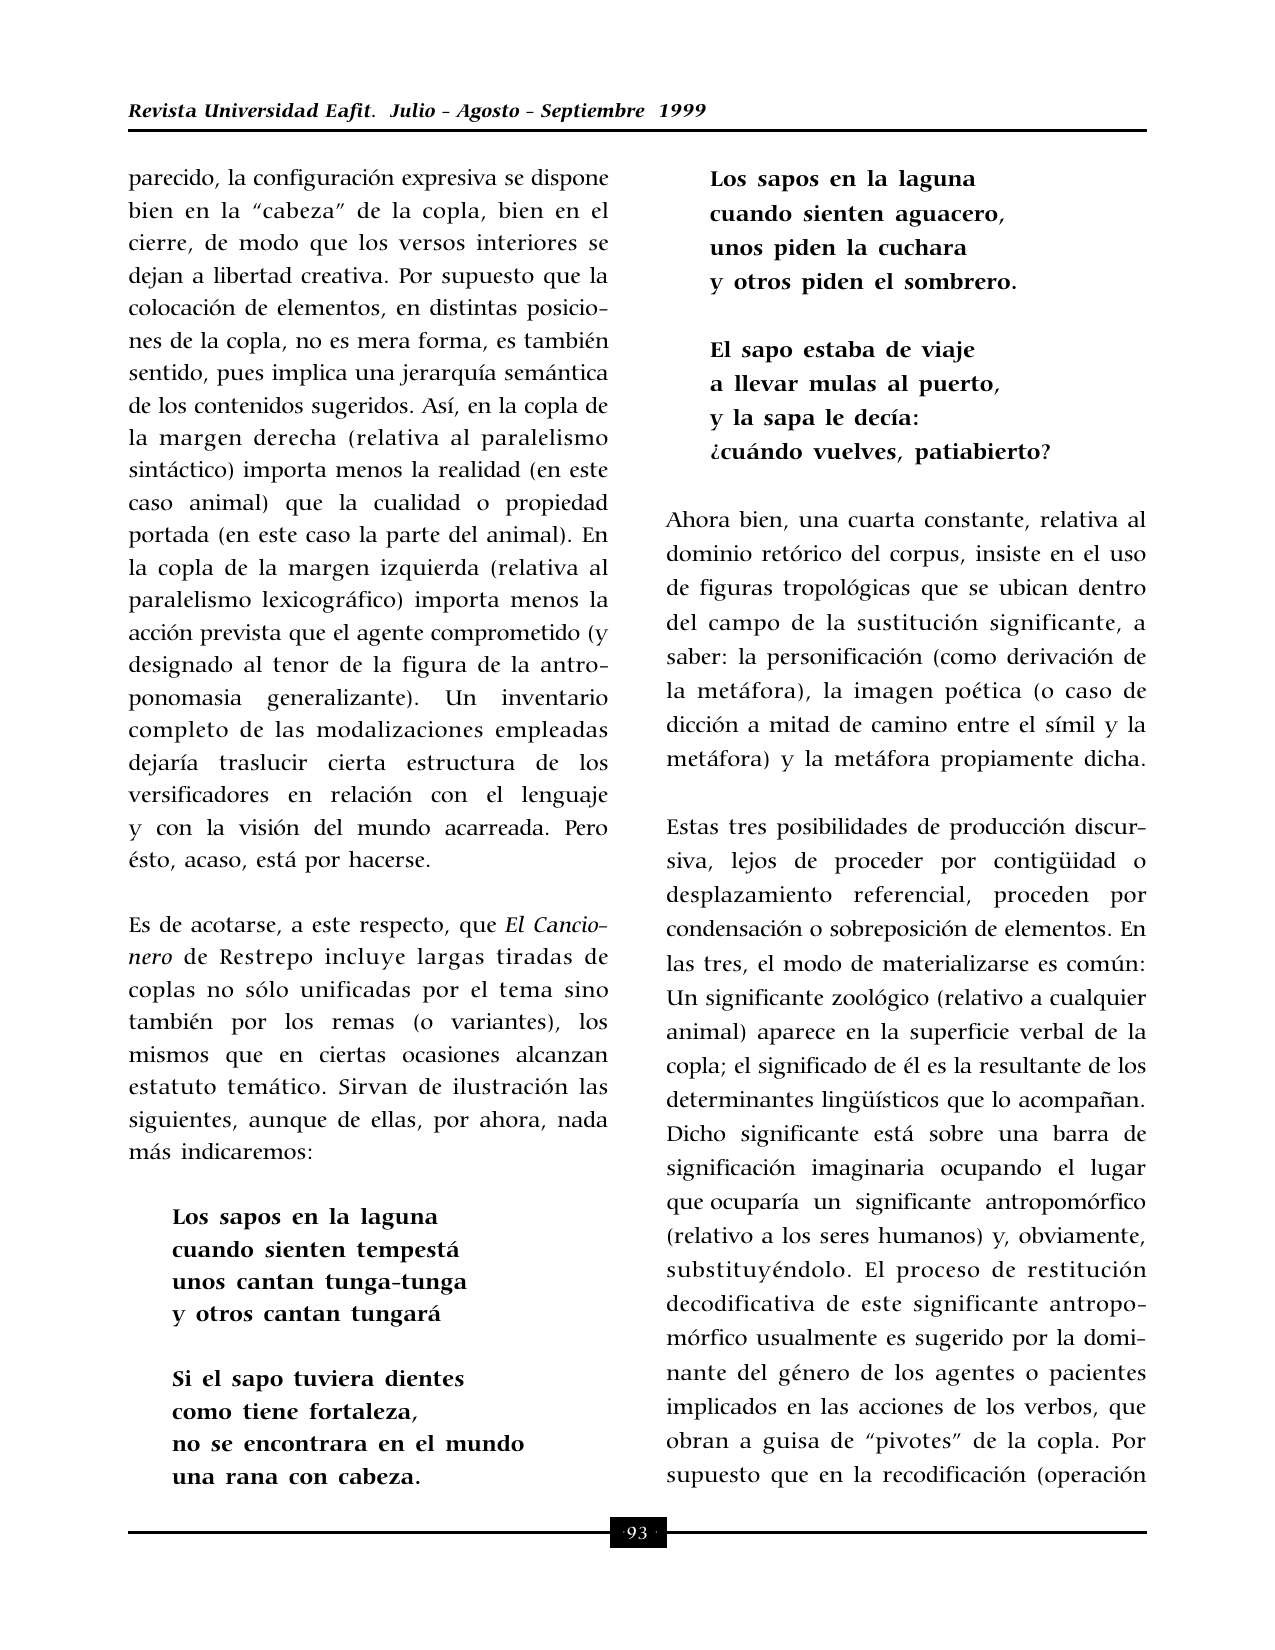 Revista Universidad Eafit. Julio - Agosto - Septiembre 1999
parecido, la configuración expresiva se dispone
bien en la “cabeza” de la copla, bien en el
cierre, de modo que los versos interiores se
dejan a libertad creativa. Por supuesto que la
colocación de elementos, en distintas posicio-
nes de la copla, no es mera forma, es también
sentido, pues implica una jerarquía semántica
de los contenidos sugeridos. Así, en la copla de
la margen derecha (relativa al paralelismo
sintáctico) importa menos la realidad (en este
caso animal) que la cualidad o propiedad
portada (en este caso la parte del animal). En
la copla de la margen izquierda (relativa al
paralelismo lexicográfico) importa menos la
acción prevista que el agente comprometido (y
designado al tenor de la figura de la antro-
ponomasia generalizante). Un inventario
completo de las modalizaciones empleadas
dejaría traslucir cierta estructura de los
versificadores en relación con el lenguaje
y con la visión del mundo acarreada. Pero
ésto, acaso, está por hacerse.
Es de acotarse, a este respecto, que El Cancio-
nero de Restrepo incluye largas tiradas de
coplas no sólo unificadas por el tema sino
también por los remas (o variantes), los
mismos que en ciertas ocasiones alcanzan
estatuto temático. Sirvan de ilustración las
siguientes, aunque de ellas, por ahora, nada
más indicaremos:
Los sapos en la laguna
cuando sienten tempestá
unos cantan tunga-tunga
y otros cantan tungará
Si el sapo tuviera dientes
como tiene fortaleza,
no se encontrara en el mundo
una rana con cabeza.
Los sapos en la laguna
cuando sienten aguacero,
unos piden la cuchara
y otros piden el sombrero.
El sapo estaba de viaje
a llevar mulas al puerto,
y la sapa le decía:
¿cuándo vuelves, patiabierto?
Ahora bien, una cuarta constante, relativa al
dominio retórico del corpus, insiste en el uso
de figuras tropológicas que se ubican dentro
del campo de la sustitución significante, a
saber: la personificación (como derivación de
la metáfora), la imagen poética (o caso de
dicción a mitad de camino entre el símil y la
metáfora) y la metáfora propiamente dicha.
Estas tres posibilidades de producción discur-
siva, lejos de proceder por contigüidad o
desplazamiento referencial, proceden por
condensación o sobreposición de elementos. En
las tres, el modo de materializarse es común:
Un significante zoológico (relativo a cualquier
animal) aparece en la superficie verbal de la
copla; el significado de él es la resultante de los
determinantes lingüísticos que lo acompañan.
Dicho significante está sobre una barra de
significación imaginaria ocupando el lugar
que ocuparía un significante antropomórfico
(relativo a los seres humanos) y, obviamente,
substituyéndolo. El proceso de restitución
decodificativa de este significante antropo-
mórfico usualmente es sugerido por la domi-
nante del género de los agentes o pacientes
implicados en las acciones de los verbos, que
obran a guisa de “pivotes” de la copla. Por
supuesto que en la recodificación (operación
93